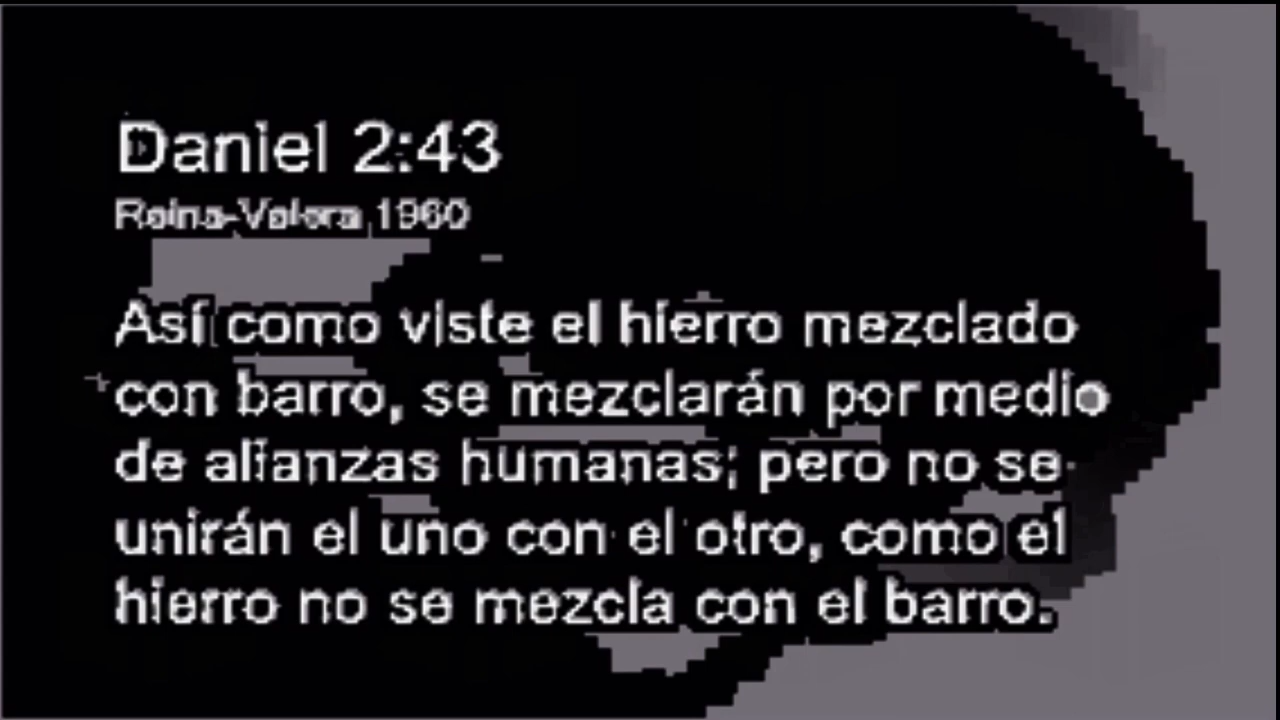 Daniel 2:43
Reina-Valera 1960
Así como viste el hierro mezclado
con barro, se mezclarán por medio
de alianzas humanas; pero no se
unirán el uno con el otro, como el
hierro no se mezcla con el barro.